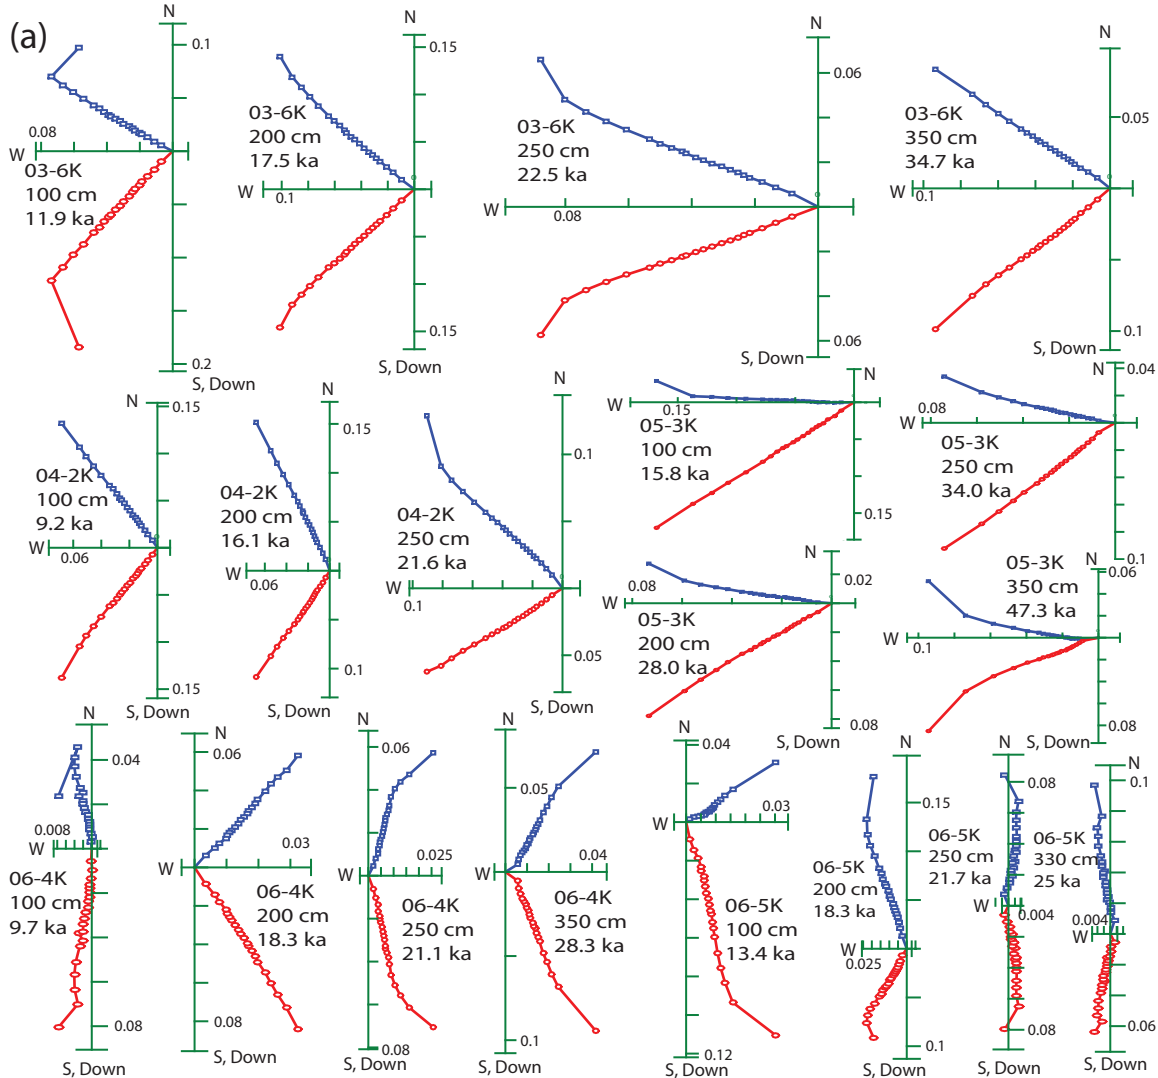 (a)
N
0.1
0.08
W
03-6K
100 cm
11.9 ka
0.2
S, Down
N
0.15
03-6K
200 cm
17.5 ka
W
0.1
0.15
N
0.06
03-6K
250 cm
22.5 ka
W
0.08
0.06
N
0.05
03-6K
350 cm
34.7 ka
W
0.1
0.1
S, Down
N
0.15
04-2K
100 cm
9.2 ka
W
0.06
0.15
S, Down
N
0.15
04-2K
200 cm
16.1 ka
W
0.06
0.1
N
0.1
04-2K
250 cm
21.6 ka
W
0.1
0.05
S, Down
N
W
0.15
05-3K
100 cm
15.8 ka
0.15
N
0.04
0.08
W
05-3K
250 cm
34.0 ka
0.1
N
0.02
0.08
W
05-3K
200 cm
28.0 ka
0.08
N
0.06
05-3K
350 cm
47.3 ka
W
0.1
0.08
S, Down
N
0.04
0.008
W
06-4K
100 cm
9.7 ka
0.08
S, Down
N
0.06
0.03
W
06-4K
200 cm
18.3 ka
0.08
S, Down
N
0.06
0.025
W
06-4K
250 cm
21.1 ka
0.08
S, Down
N
0.05
0.04
W
06-4K
350 cm
28.3 ka
0.1
S, Down
N
0.04
0.03
W
06-5K
100 cm
13.4 ka
0.12
S, Down
N
0.15
06-5K
200 cm
18.3 ka
W
0.025
0.1
S, Down
N
0.08
06-5K
250 cm
21.7 ka
W
0.004
0.08
S, Down
N
0.1
06-5K
330 cm
25 ka
0.004
W
0.06
S, Down